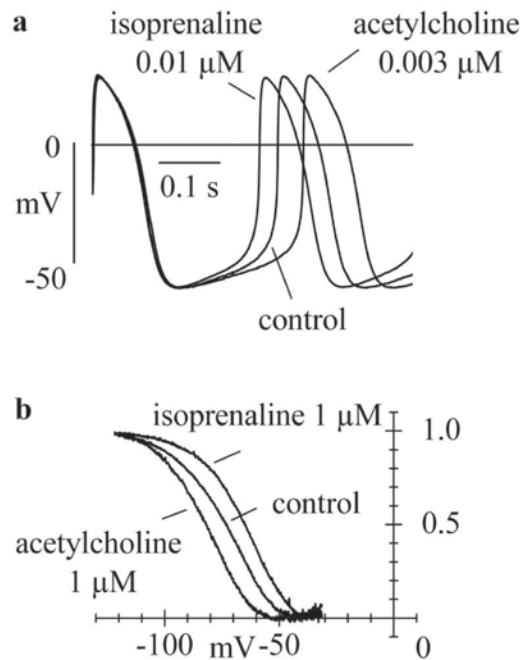 a
isoprenaline
0.01 µM
acetylcholine
0.003 µM
0
0.1 s
mV
-50
control
b
isoprenaline 1 µM
1.0
control
0.5
acetylcholine
1 µM
-100 mV -50 0